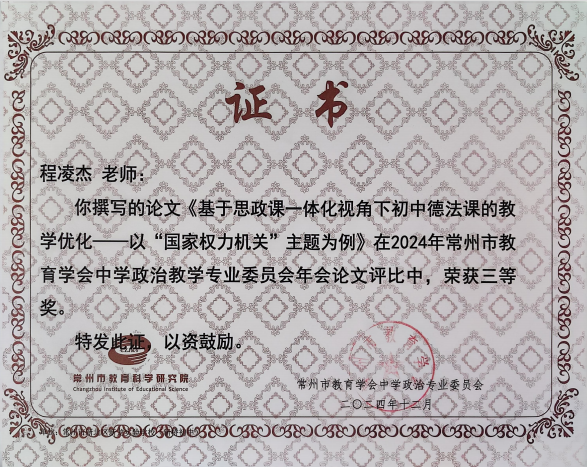 证书
程凌杰 老师：
你撰写的论文《基于思政课一体化视角下初中德法课的教
学优化——以“国家权力机关”主题为例》在2024年常州市教
育学会中学政治教学专业委员会年会论文评比中，荣获三等
奖。
特发此证，以资鼓励。
常州市教育科学研究院
Changzhou Institute of Educational Science
常州市教育学会中学政治专业委员会
二〇二四年十二月